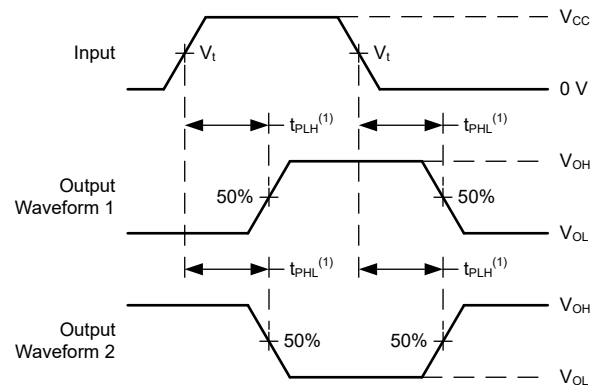 V_CC
Input
V_t
V_t
0 V
t_PLH^(1)
t_PHL^(1)
V_OH
Output
Waveform 1
50%
50%
V_OL
t_PHL^(1)
t_PLH^(1)
V_OH
Output
Waveform 2
50%
50%
V_OL